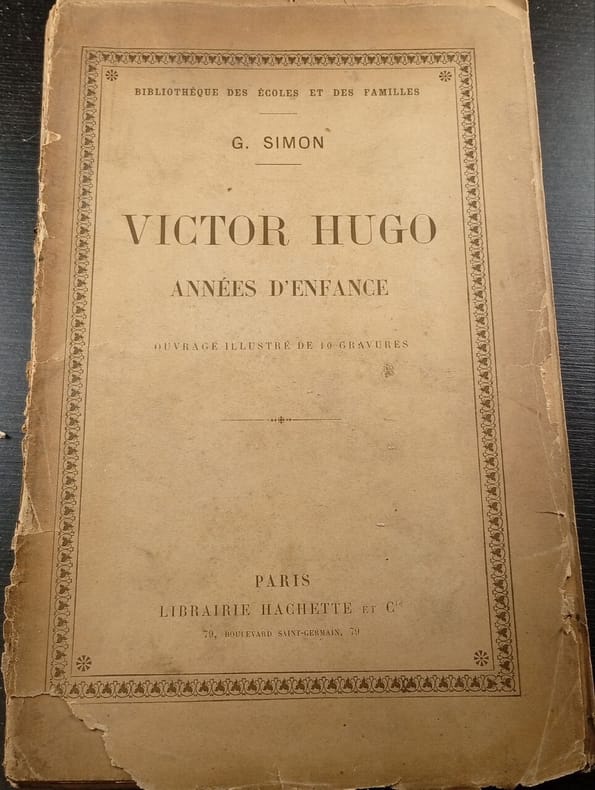 BIBLIOTHÈQUE DES ÉCOLES ET DES FAMILLES
G. SIMON
VICTOR HUGO
ANNÉES D'ENFANCE
OUVRAGE ILLUSTRÉ DE 10 GRAVURES
PARIS
LIBRAIRIE HACHETTE ET Cie
79, BOULEVARD SAINT-GERMAIN, 79